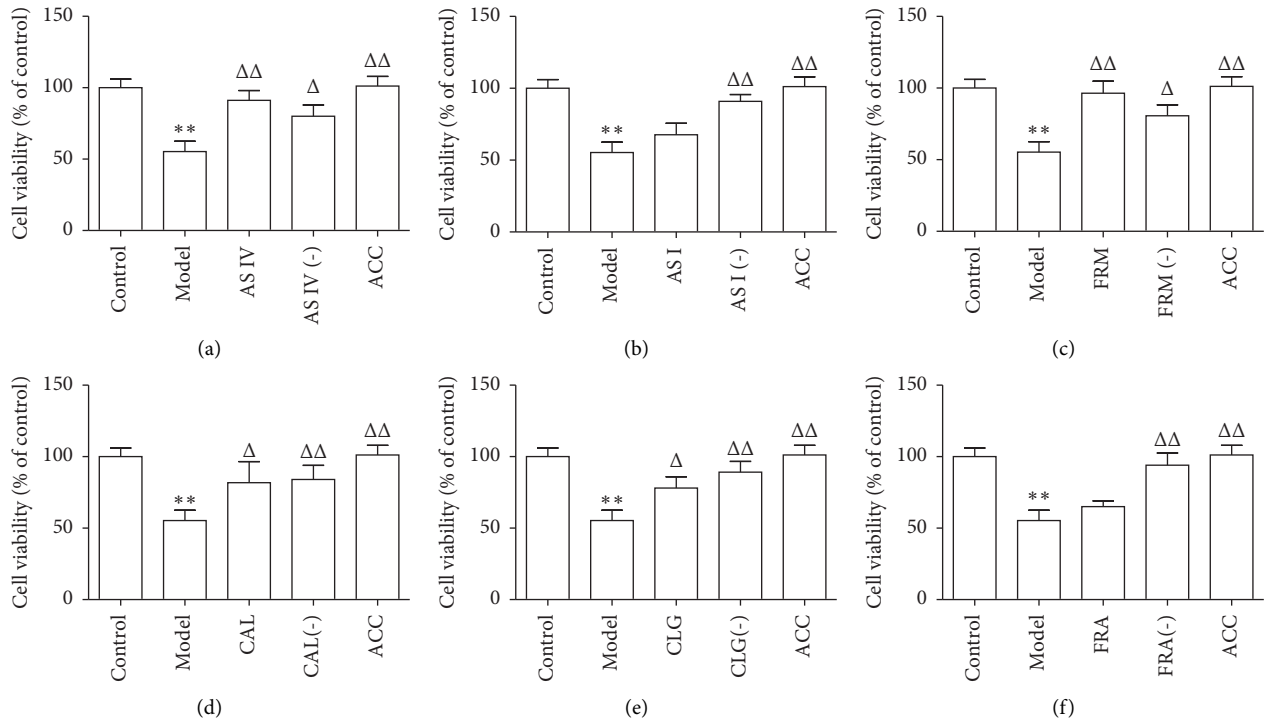 Cell viability (% of control)
150
100
50
0
**
ΔΔ
Δ
ΔΔ
Control
Model
AS IV
AS IV (-)
ACC
(a)
Cell viability (% of control)
150
100
50
0
**
ΔΔ
ΔΔ
Control
Model
AS I
AS I (-)
ACC
(b)
Cell viability (% of control)
150
100
50
0
**
ΔΔ
Δ
ΔΔ
Control
Model
FRM
FRM (-)
ACC
(c)
Cell viability (% of control)
150
100
50
0
**
Δ
ΔΔ
ΔΔ
Control
Model
CAL
CAL(-)
ACC
(d)
Cell viability (% of control)
150
100
50
0
**
Δ
ΔΔ
ΔΔ
Control
Model
CLG
CLG(-)
ACC
(e)
Cell viability (% of control)
150
100
50
0
**
ΔΔ
ΔΔ
Control
Model
FRA
FRA(-)
ACC
(f)